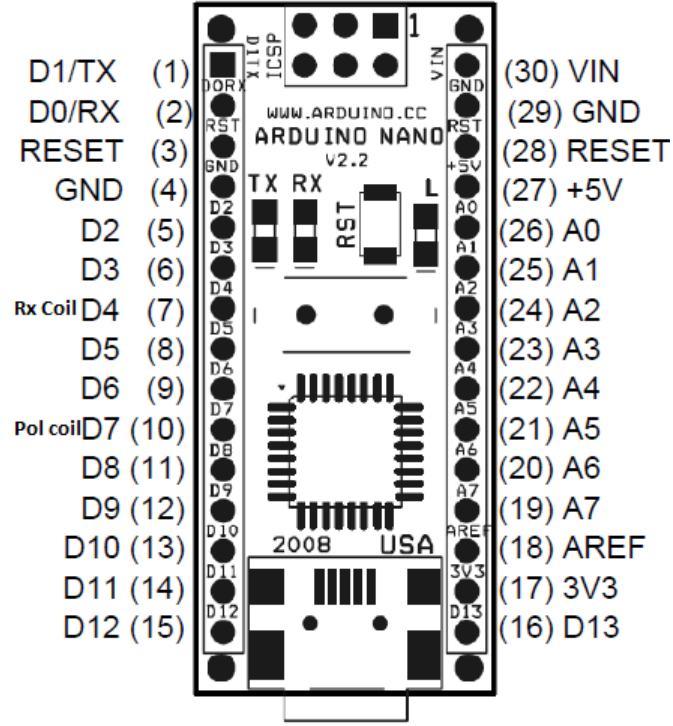 D1/TX (1)
D0/RX (2)
RESET (3)
GND (4)
D2 (5)
D3 (6)
Rx Coil D4 (7)
D5 (8)
D6 (9)
Pol coil D7 (10)
D8 (11)
D9 (12)
D10 (13)
D11 (14)
D12 (15)
D1TX
ICSP
1
VIN
DORX
RST
GND
D2
D3
D4
D5
D6
D7
D8
D9
D10
D11
D12
WWW.ARDUINO.CC
ARDUINO NANO
V2.2
TX RX
RST
L
2008 USA
GND
RST
+5V
A0
A1
A2
A3
A4
A5
A6
A7
AREF
3V3
D13
(30) VIN
(29) GND
(28) RESET
(27) +5V
(26) A0
(25) A1
(24) A2
(23) A3
(22) A4
(21) A5
(20) A6
(19) A7
(18) AREF
(17) 3V3
(16) D13